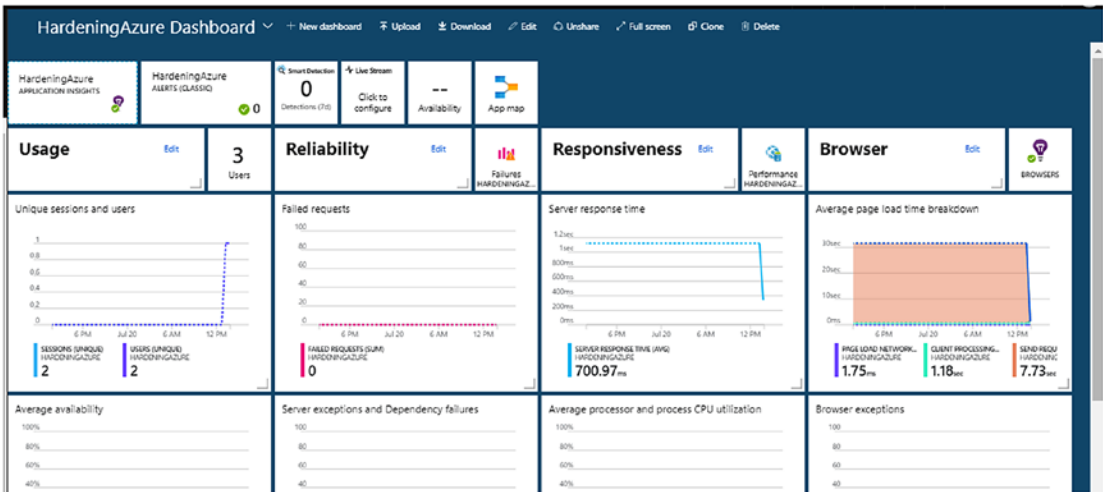 HardeningAzure Dashboard
+ New dashboard
Upload
Download
Edit
Unshare
Full screen
Clone
Delete
HardeningAzure
APPLICATION INSIGHTS
HardeningAzure
ALERTS (CLASSIC)
0
Smart Detection
0
Detections (7d)
Live Stream
Click to
configure
--
Availability
App map
Usage
Edit
3
Users
Reliability
Edit
Failures
HARDENINGAZ...
Responsiveness
Edit
Performance
HARDENINGAZ...
Browser
Edit
BROWSERS
Unique sessions and users
1
0.8
0.6
0.4
0.2
0
6 PM
Jul 20
6 AM
12 PM
SESSIONS (UNIQUE)
HARDENINGAZURE
2
USERS (UNIQUE)
HARDENINGAZURE
2
Failed requests
100
80
60
40
20
0
6 PM
Jul 20
6 AM
12 PM
FAILED REQUESTS (SUM)
HARDENINGAZURE
0
Server response time
1.2sec
1sec
800ms
600ms
400ms
200ms
0ms
6 PM
Jul 20
6 AM
12 PM
SERVER RESPONSE TIME (AVG)
HARDENINGAZURE
700.97ms
Average page load time breakdown
30sec
20sec
10sec
0ms
6 PM
Jul 20
6 AM
12 PM
PAGE LOAD NETWORK...
HARDENINGAZURE
1.75ms
CLIENT PROCESSING...
HARDENINGAZURE
1.18sec
SEND REQU
HARDENINC
7.73sec
Average availability
100%
80%
60%
40%
Server exceptions and Dependency failures
100
80
60
40
Average processor and process CPU utilization
100%
80%
60%
40%
Browser exceptions
100
80
60
40